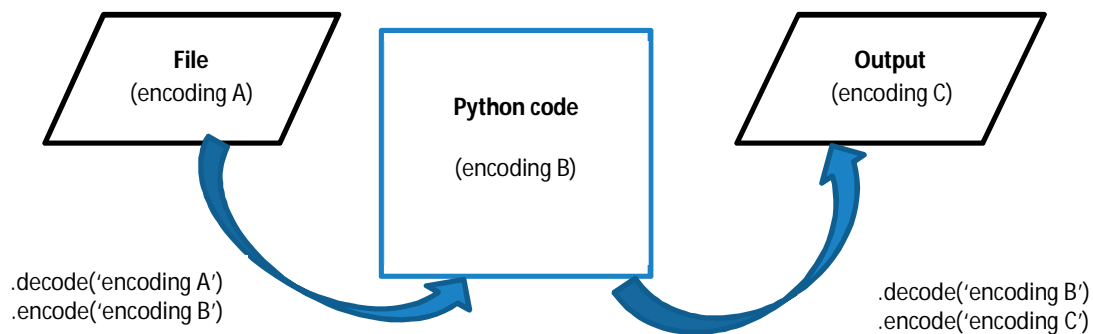 File
(encoding A)
Python code
(encoding B)
Output
(encoding C)
.decode(‘encoding A’)
.encode(‘encoding B’)
.decode(‘encoding B’)
.encode(‘encoding C’)